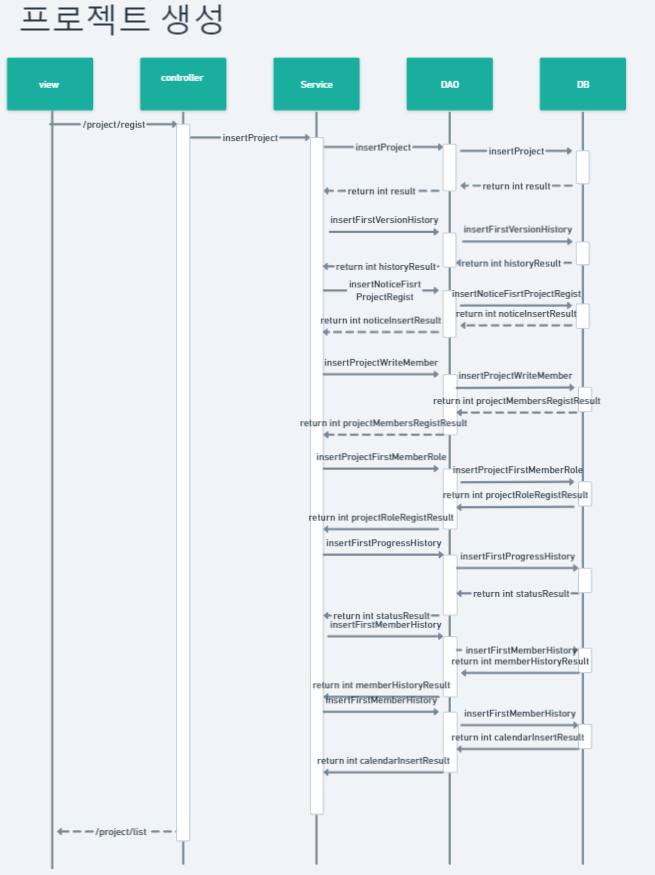 프로젝트 생성
view
controller
Service
DAO
DB
/project/regist
insertProject
insertProject
insertProject
return int result
return int result
insertFirstVersionHistory
insertFirstVersionHistory
return int historyResult
return int historyResult
insertNoticeFisrt
ProjectRegist
insertNoticeFisrtProjectRegist
return int noticeInsertResult
return int noticeInsertResult
insertProjectWriteMember
insertProjectWriteMember
return int projectMembersRegistResult
return int projectMembersRegistResult
insertProjectFirstMemberRole
insertProjectFirstMemberRole
return int projectRoleRegistResult
return int projectRoleRegistResult
insertFirstProgressHistory
insertFirstProgressHistory
return int statusResult
return int statusResult
insertFirstMemberHistory
insertFirstMemberHistory
return int memberHistoryResult
return int memberHistoryResult
insertFirstMemberHistory
insertFirstMemberHistory
return int calendarInsertResult
return int calendarInsertResult
/project/list